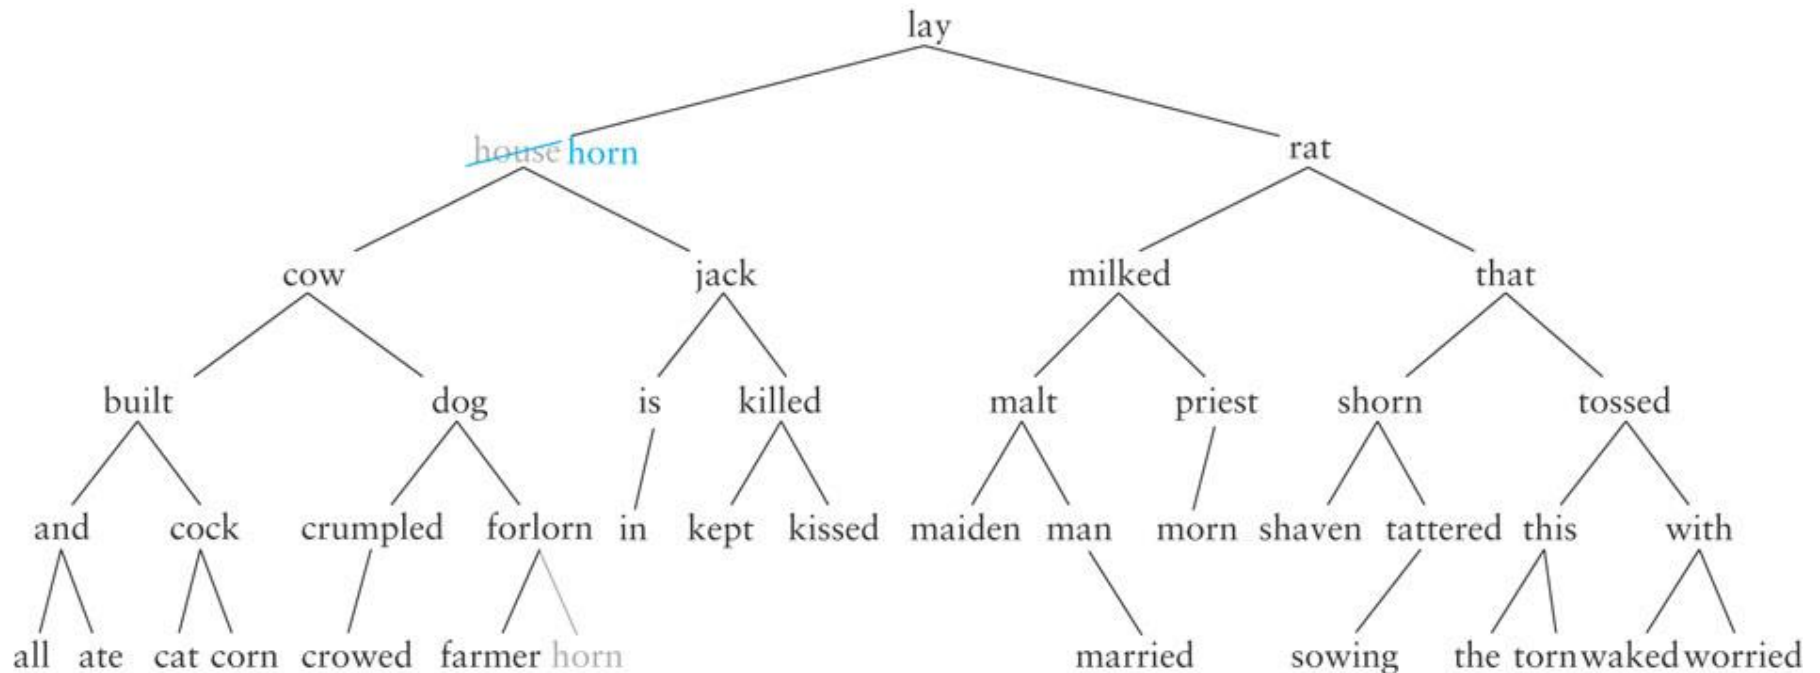 lay
house horn rat
cow jack milked that
built dog is killed malt priest shorn tossed
and cock crumpled forlorn in kept kissed maiden man morn shaven tattered this with
all ate cat corn crowed farmer horn married sowing the torn waked worried